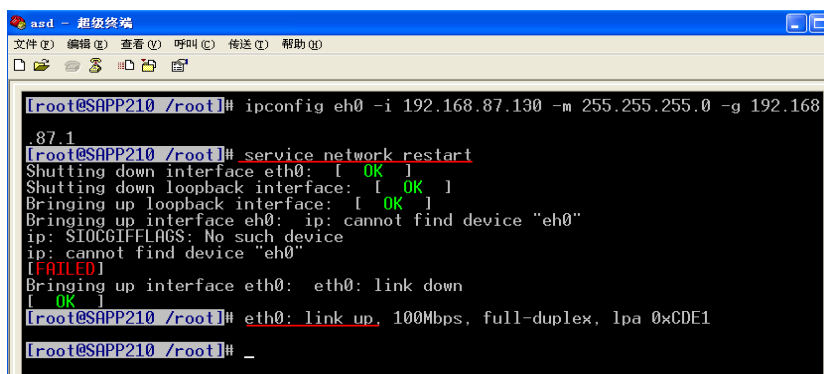 asd - 超级终端
文件(F) 编辑(E) 查看(V) 呼叫(C) 传送(T) 帮助(H)
[root@SAPP210 /root]# ipconfig eh0 -i 192.168.87.130 -m 255.255.255.0 -g 192.168
.87.1
[root@SAPP210 /root]# service network restart
Shutting down interface eth0:  [  OK  ]
Shutting down loopback interface:  [  OK  ]
Bringing up loopback interface:  [  OK  ]
Bringing up interface eh0:  ip: cannot find device "eh0"
ip: SIOCGIFFLAGS: No such device
ip: cannot find device "eh0"
[FAILED]
Bringing up interface eth0:  eth0: link down
[  OK  ]
[root@SAPP210 /root]# eth0: link up, 100Mbps, full-duplex, lpa 0xCDE1
[root@SAPP210 /root]# _